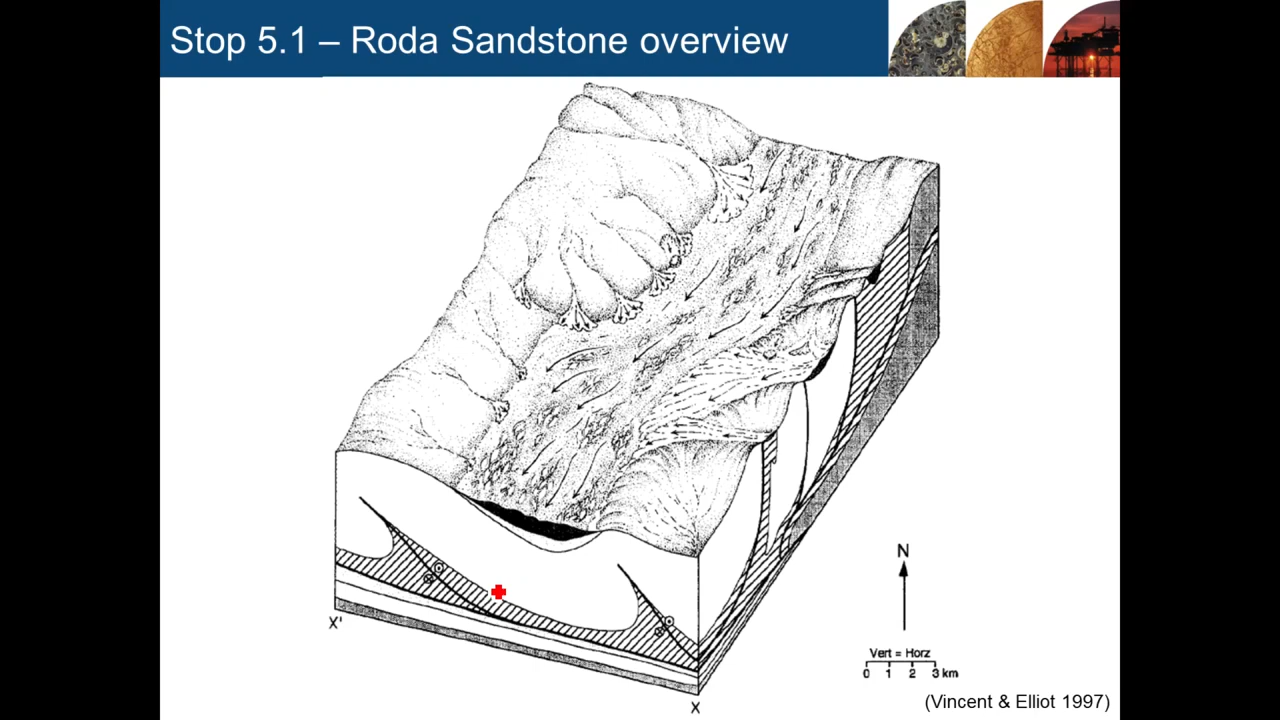 Stop 5.1 – Roda Sandstone overview
N
Vert = Horz
0 1 2 3 km
X'
X
(Vincent & Elliot 1997)